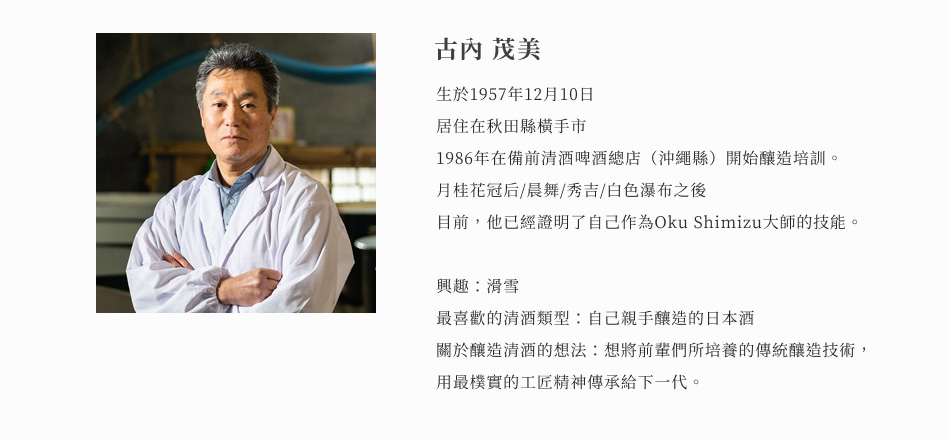 古內 茂美
生於1957年12月10日
居住在秋田縣橫手市
1986年在備前清酒啤酒總店（沖繩縣）開始釀造培訓。
月桂花冠后/晨舞/秀吉/白色瀑布之後
目前，他已經證明了自己作為Oku Shimizu大師的技能。
興趣：滑雪
最喜歡的清酒類型：自己親手釀造的日本酒
關於釀造清酒的想法：想將前輩們所培養的傳統釀造技術，
用最樸實的工匠精神傳承給下一代。